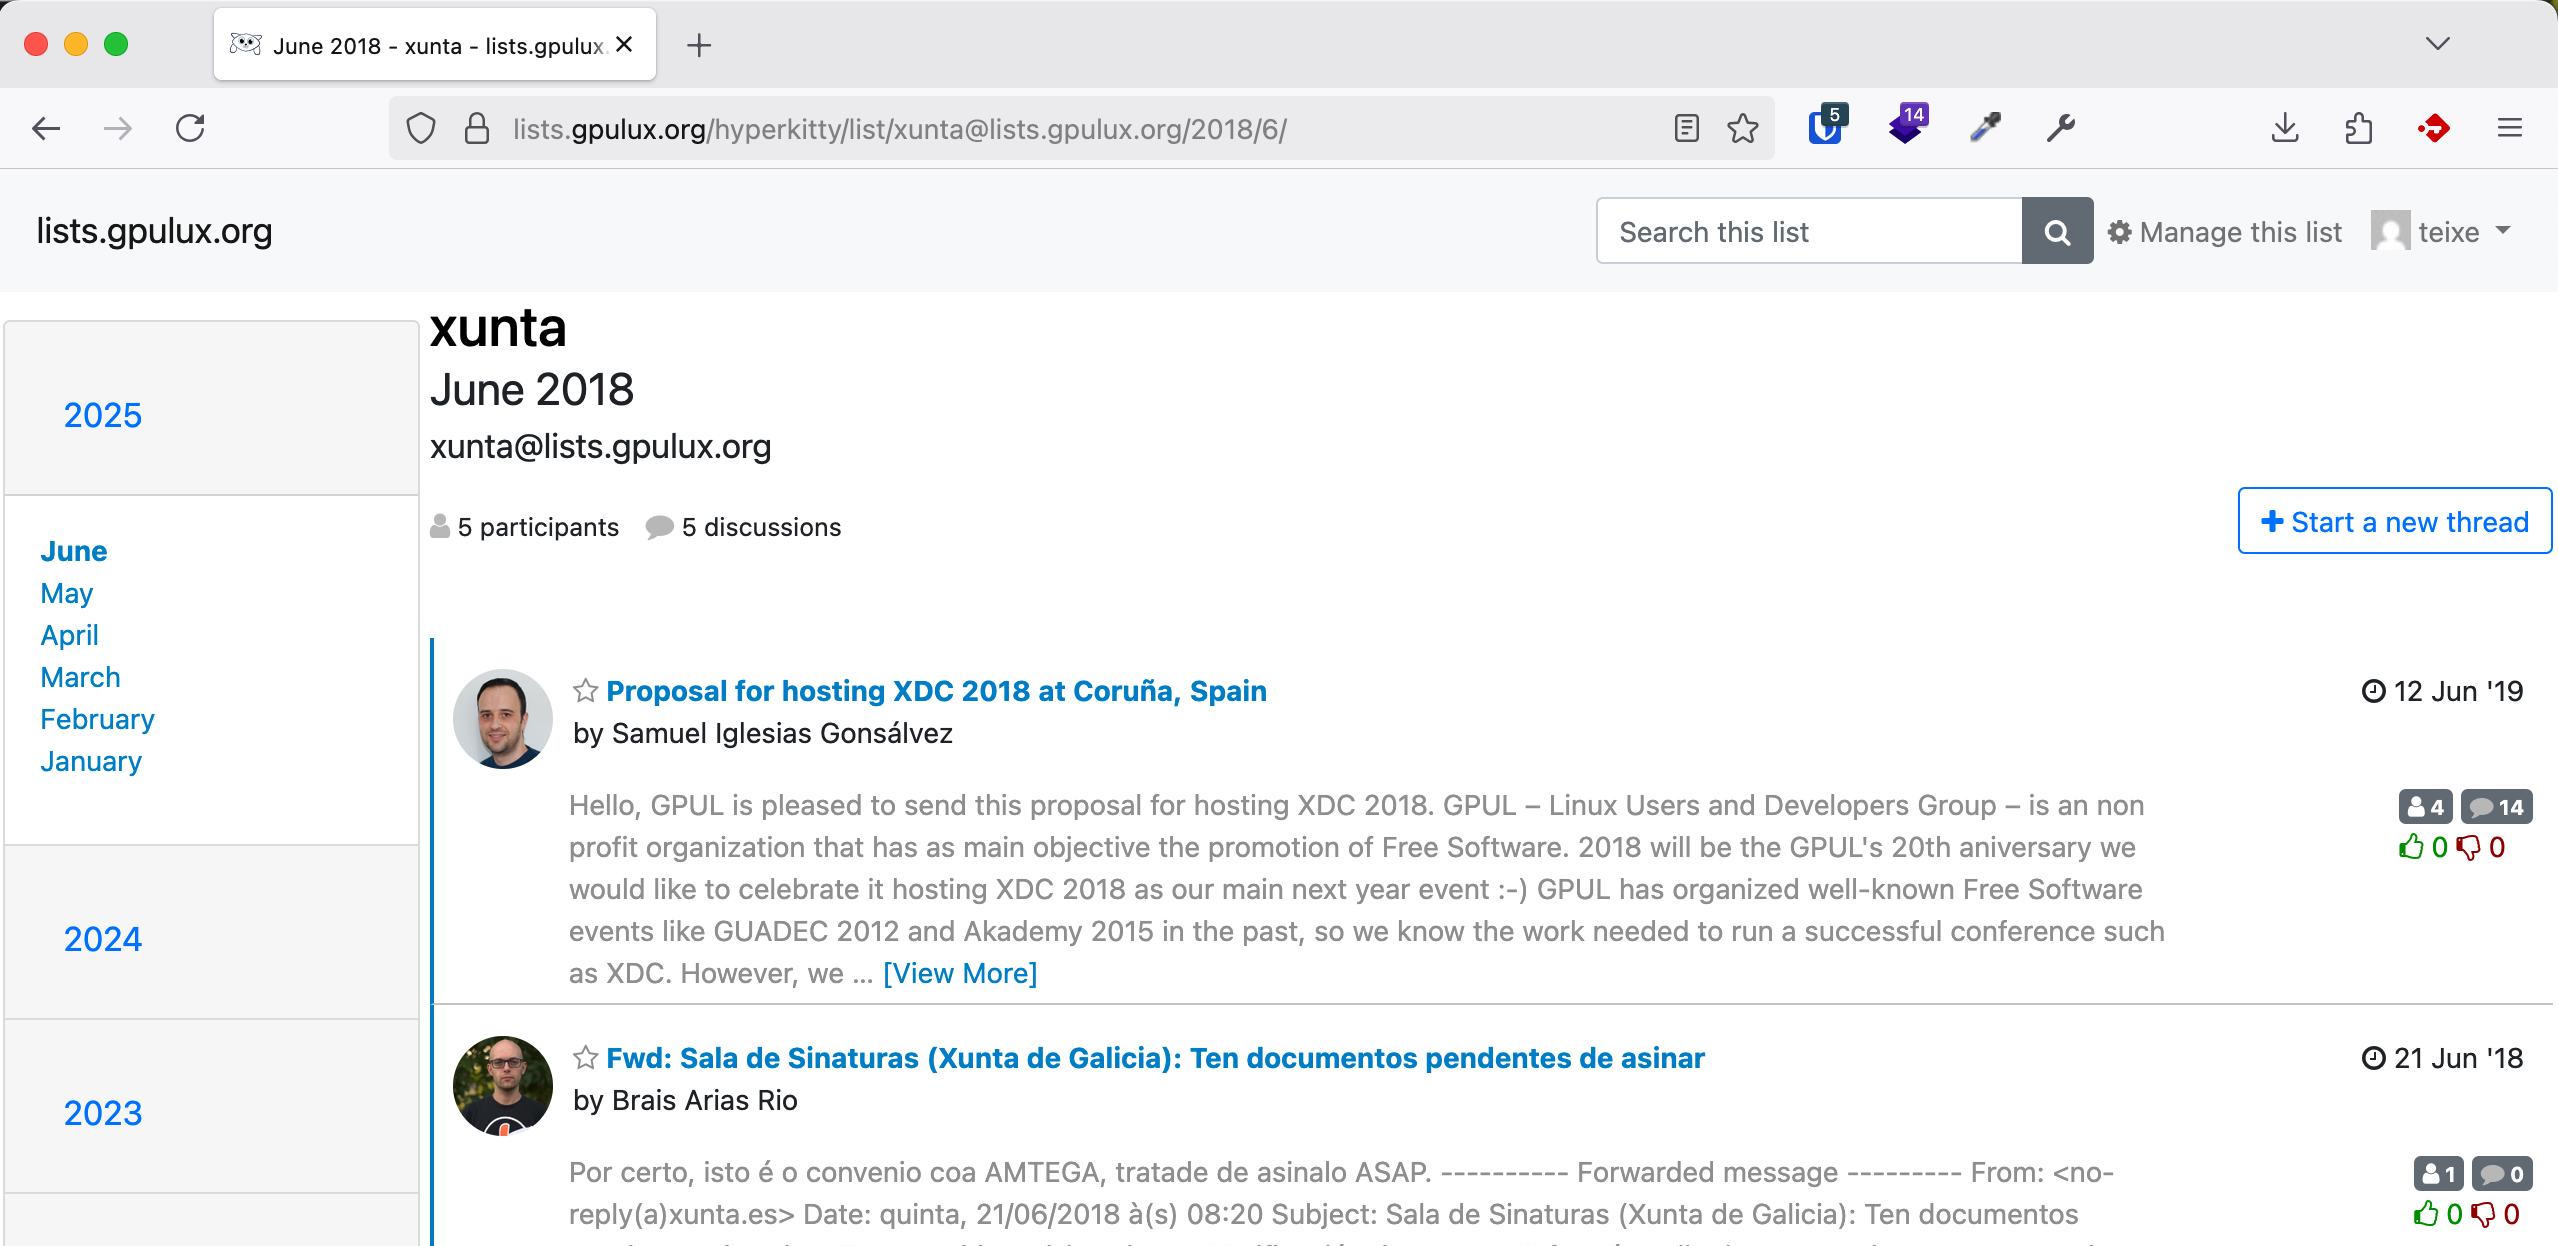 June 2018 - xunta - lists.gpulux.
5
14
lists.gpulux.org/hyperkitty/list/xunta@lists.gpulux.org/2018/6/
lists.gpulux.org
Search this list
Manage this list
teixe
xunta
June 2018
xunta@lists.gpulux.org
5 participants
5 discussions
Start a new thread
2025
June
May
April
March
February
January
2024
2023
Proposal for hosting XDC 2018 at Coruña, Spain
12 Jun '19
by Samuel Iglesias Gonsálvez
Hello, GPUL is pleased to send this proposal for hosting XDC 2018. GPUL – Linux Users and Developers Group – is an non
profit organization that has as main objective the promotion of Free Software. 2018 will be the GPUL's 20th aniversary we
would like to celebrate it hosting XDC 2018 as our main next year event :-) GPUL has organized well-known Free Software
events like GUADEC 2012 and Akademy 2015 in the past, so we know the work needed to run a successful conference such
as XDC. However, we ... [View More]
4 14
0 0
Fwd: Sala de Sinaturas (Xunta de Galicia): Ten documentos pendentes de asinar
21 Jun '18
by Brais Arias Rio
Por certo, isto é o convenio coa AMTEGA, tratade de asinalo ASAP. ---------- Forwarded message --------- From: <no-
reply(a)xunta.es> Date: quinta, 21/06/2018 à(s) 08:20 Subject: Sala de Sinaturas (Xunta de Galicia): Ten documentos
1 0
0 0